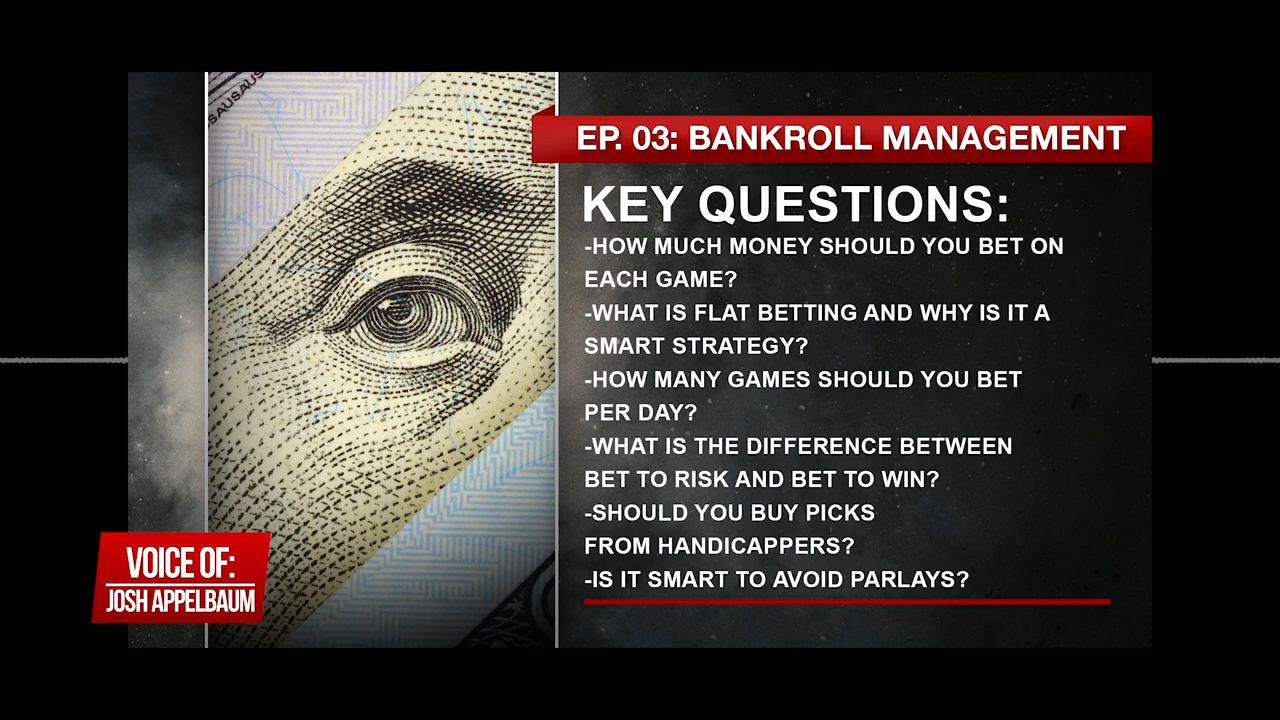 SAUSAUS
EP. 03: BANKROLL MANAGEMENT
KEY QUESTIONS:
-HOW MUCH MONEY SHOULD YOU BET ON
EACH GAME?
-WHAT IS FLAT BETTING AND WHY IS IT A
SMART STRATEGY?
-HOW MANY GAMES SHOULD YOU BET
PER DAY?
-WHAT IS THE DIFFERENCE BETWEEN
BET TO RISK AND BET TO WIN?
-SHOULD YOU BUY PICKS
FROM HANDICAPPERS?
-IS IT SMART TO AVOID PARLAYS?
VOICE OF:
JOSH APPELBAUM